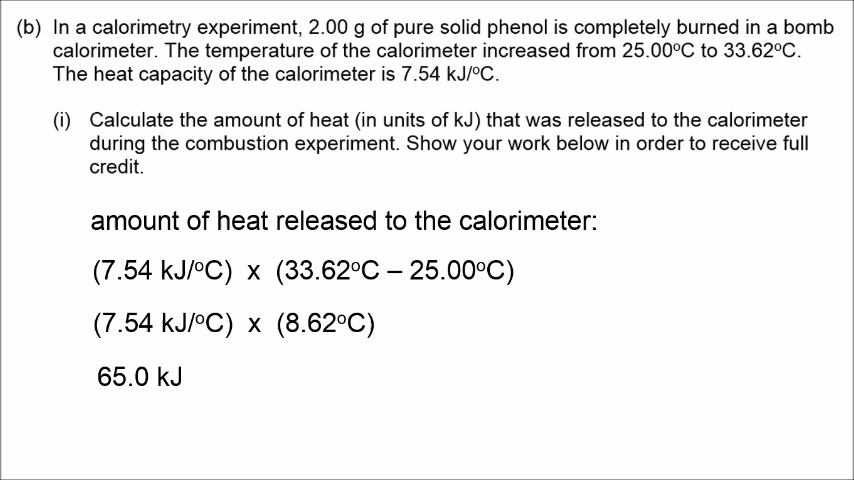 (b) In a calorimetry experiment, 2.00 g of pure solid phenol is completely burned in a bomb
calorimeter. The temperature of the calorimeter increased from 25.00ºC to 33.62ºC.
The heat capacity of the calorimeter is 7.54 kJ/ºC.
(i) Calculate the amount of heat (in units of kJ) that was released to the calorimeter
during the combustion experiment. Show your work below in order to receive full
credit.
amount of heat released to the calorimeter:
(7.54 kJ/ºC) x (33.62ºC – 25.00ºC)
(7.54 kJ/ºC) x (8.62ºC)
65.0 kJ